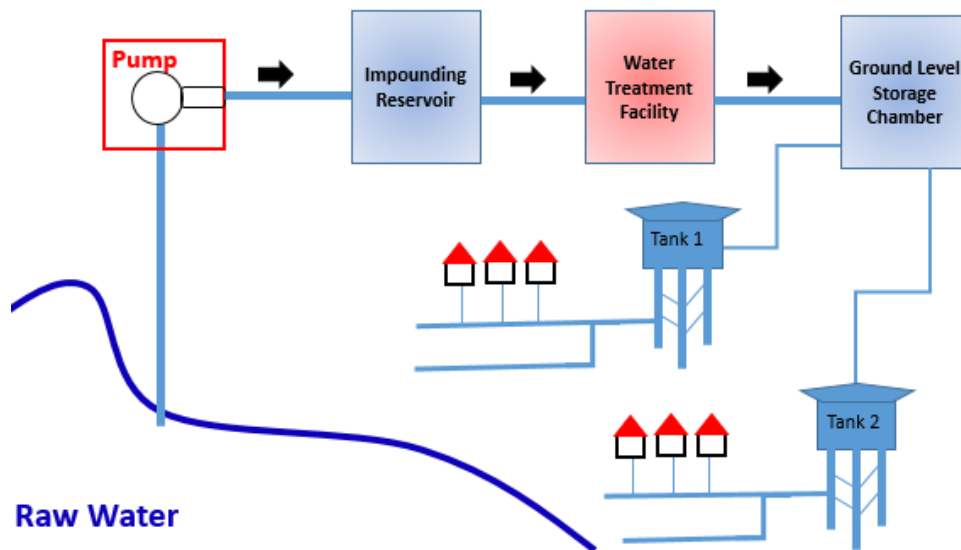 Pump
Impounding
Reservoir
Water
Treatment
Facility
Ground Level
Storage
Chamber
Tank 1
Tank 2
Raw Water